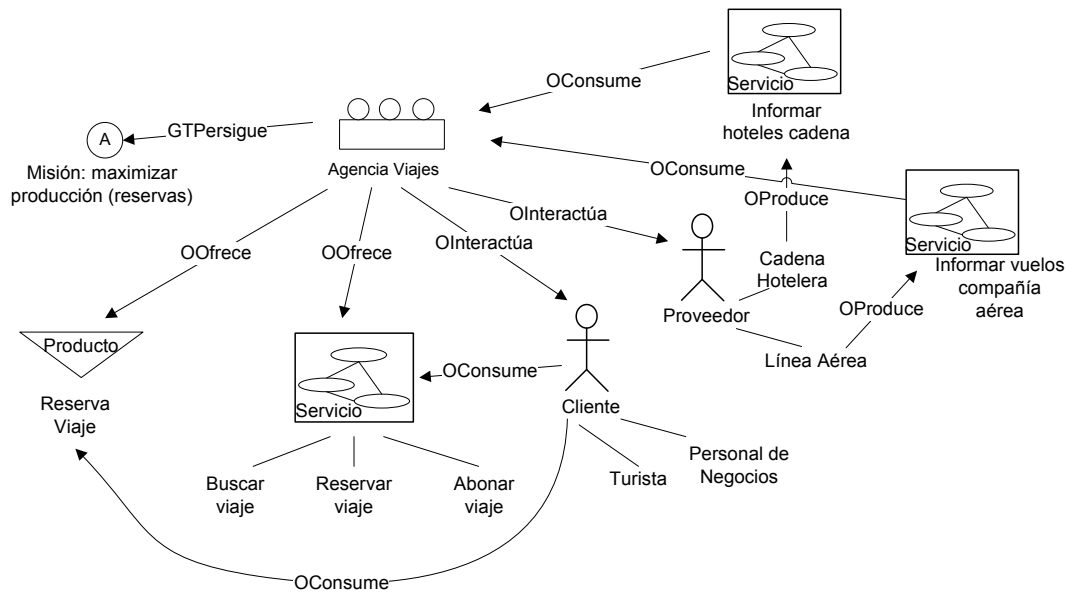 Servicio
Informar
hoteles cadena
OConsume
GTPersigue
A
Misión: maximizar
producción (reservas)
Agencia Viajes
OConsume
OProduce
Servicio
Informar vuelos
compañía
aérea
OInteractúa
OInteractúa
OOfrece
OOfrece
Cadena
Hotelera
Proveedor
OProduce
Línea Aérea
Producto
Reserva
Viaje
Servicio
OConsume
Cliente
Buscar
viaje
Reservar
viaje
Abonar
viaje
Turista
Personal de
Negocios
OConsume